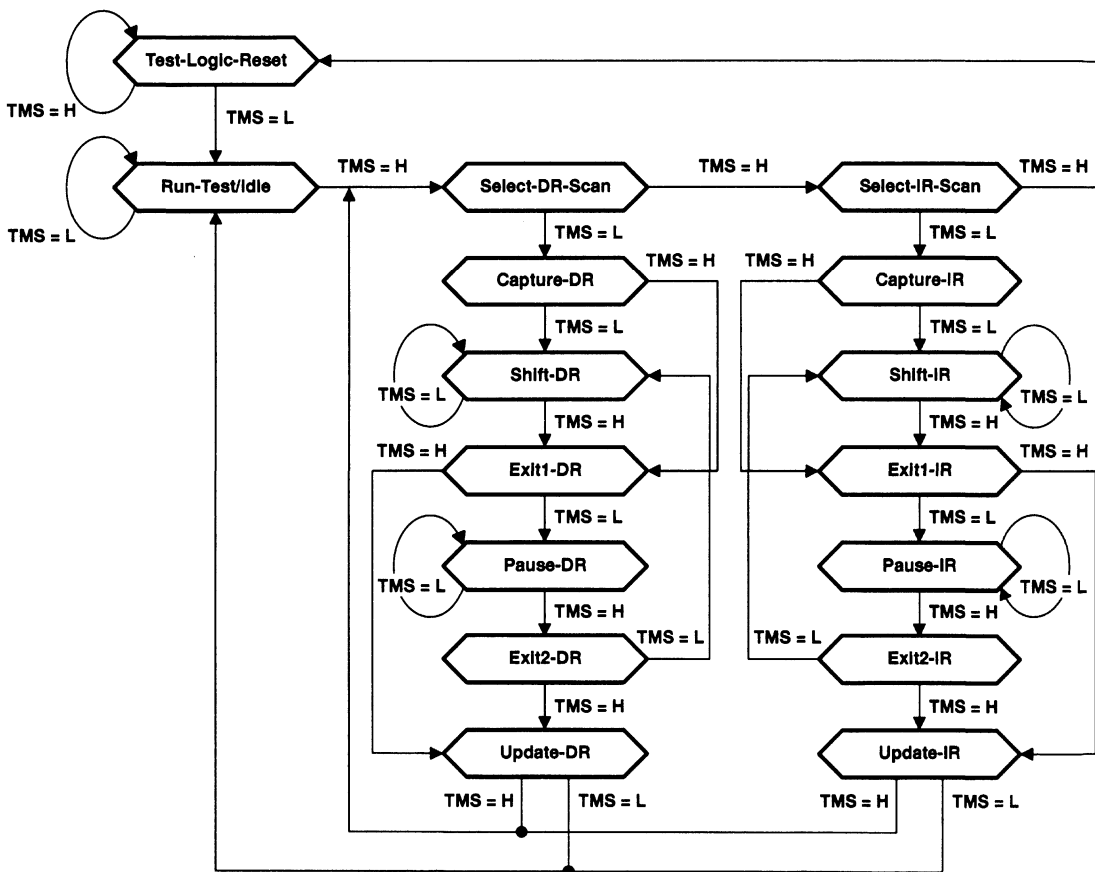 Test-Logic-Reset
TMS = H
TMS = L
Run-Test/Idle
TMS = L
TMS = H
Select-DR-Scan
TMS = H
Select-IR-Scan
TMS = H
TMS = L
TMS = L
Capture-DR
TMS = H
TMS = H
Capture-IR
TMS = L
TMS = L
Shift-DR
TMS = L
Shift-IR
TMS = L
TMS = H
TMS = H
TMS = H
Exit1-DR
Exit1-IR
TMS = H
TMS = L
TMS = L
Pause-DR
TMS = L
Pause-IR
TMS = L
TMS = H
TMS = H
Exit2-DR
TMS = L
TMS = L
Exit2-IR
TMS = H
TMS = H
Update-DR
Update-IR
TMS = H
TMS = L
TMS = H
TMS = L